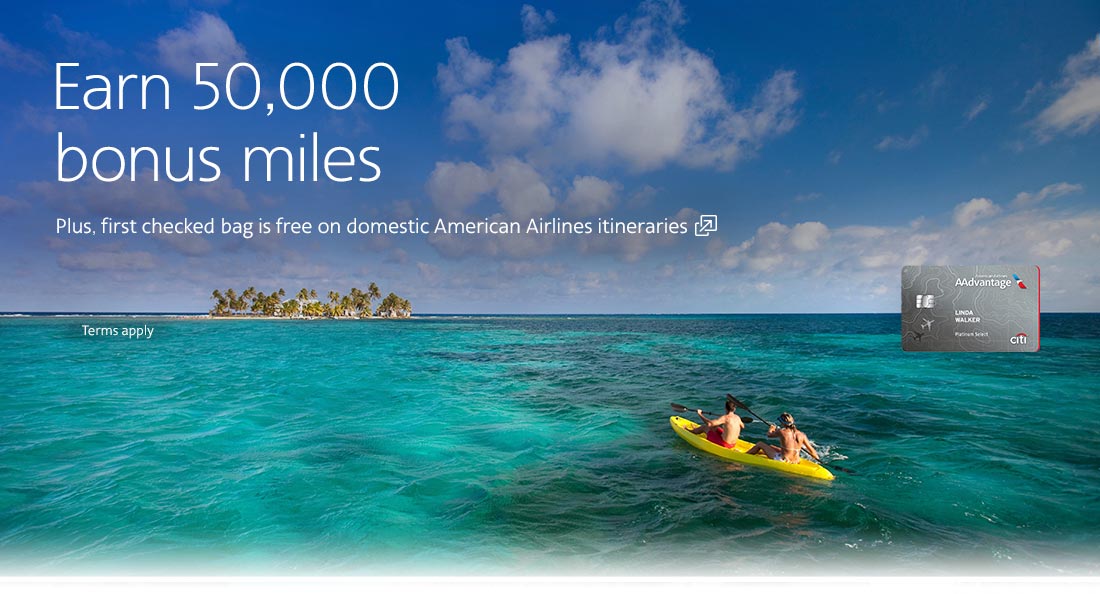 Earn 50,000
bonus miles
Plus, first checked bag is free on domestic American Airlines itineraries
Terms apply
American Airlines
AAdvantage
LINDA
WALKER
Platinum Select
citi